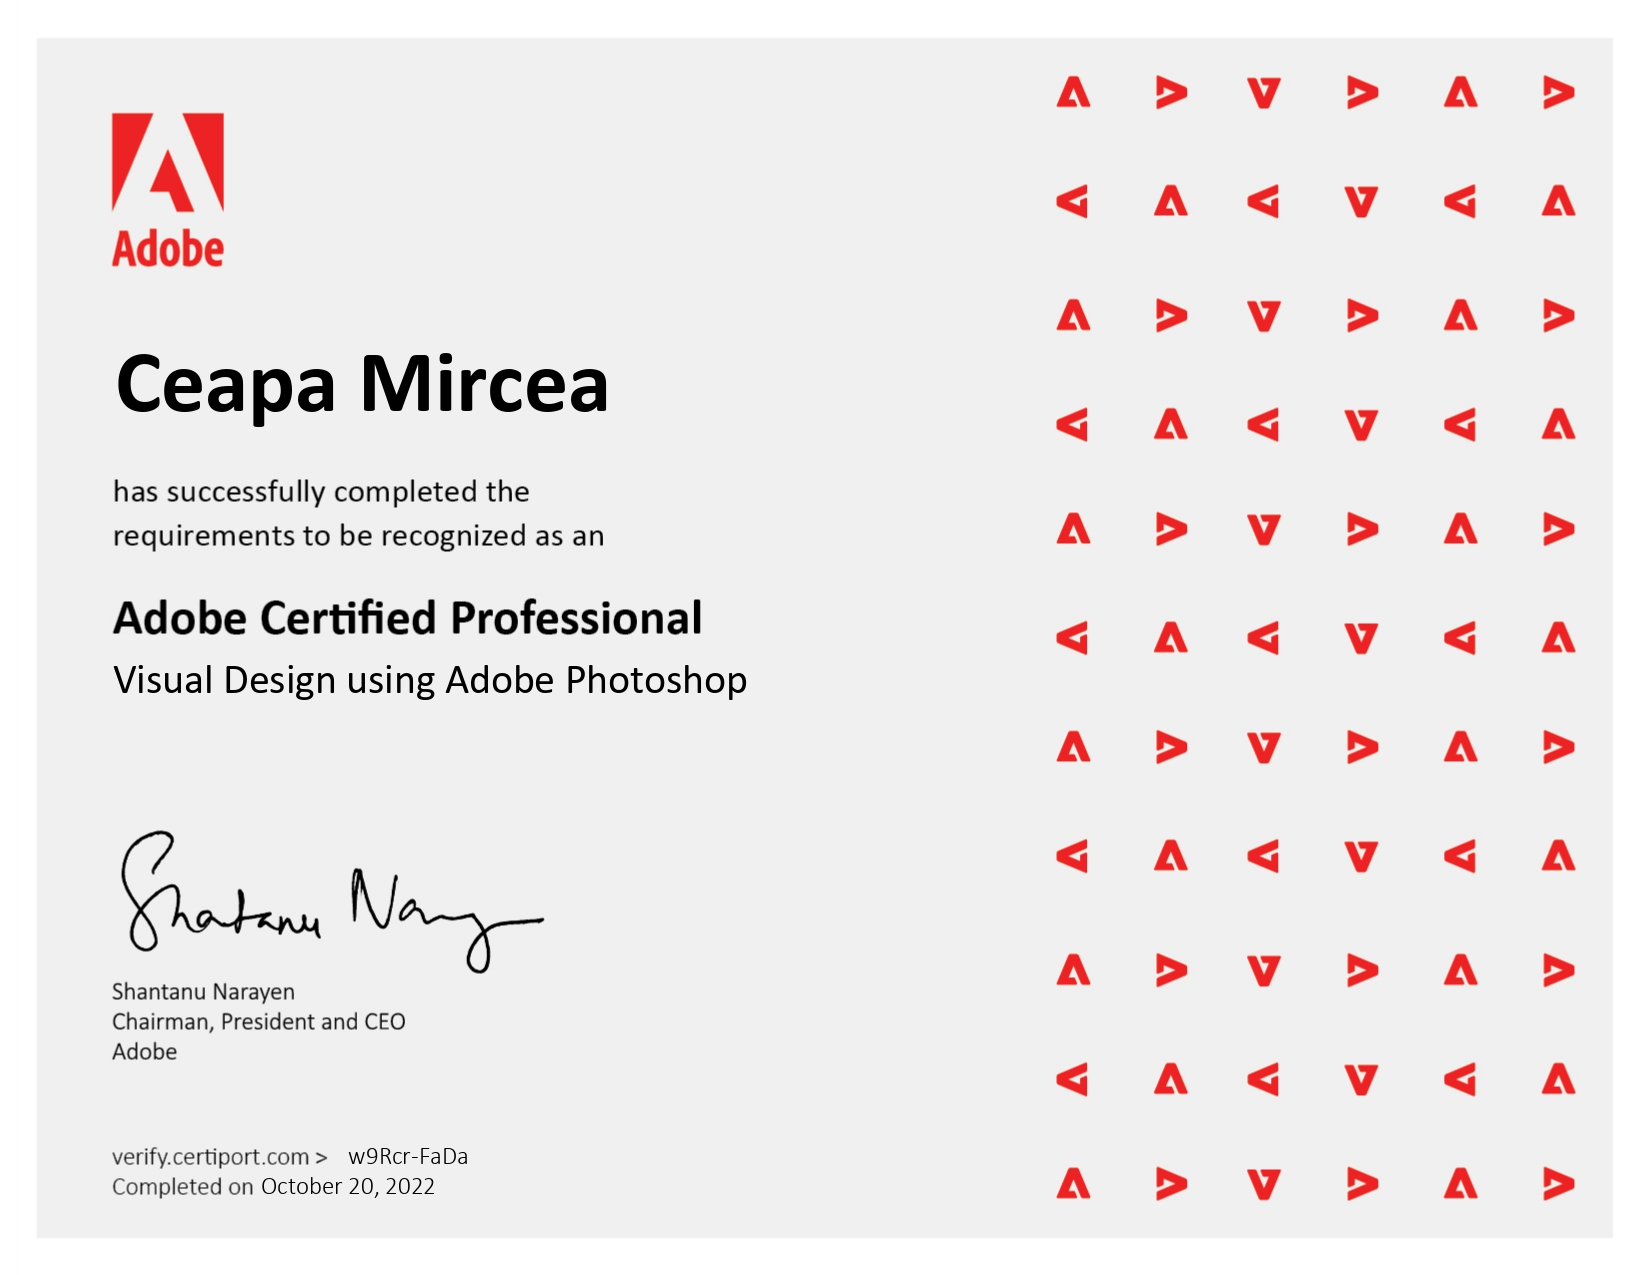 Adobe
Ceapa Mircea
has successfully completed the
requirements to be recognized as an
Adobe Certified Professional
Visual Design using Adobe Photoshop
Shantanu Narayen
Chairman, President and CEO
Adobe
verify.certiport.com > w9Rcr-FaDa
Completed on October 20, 2022